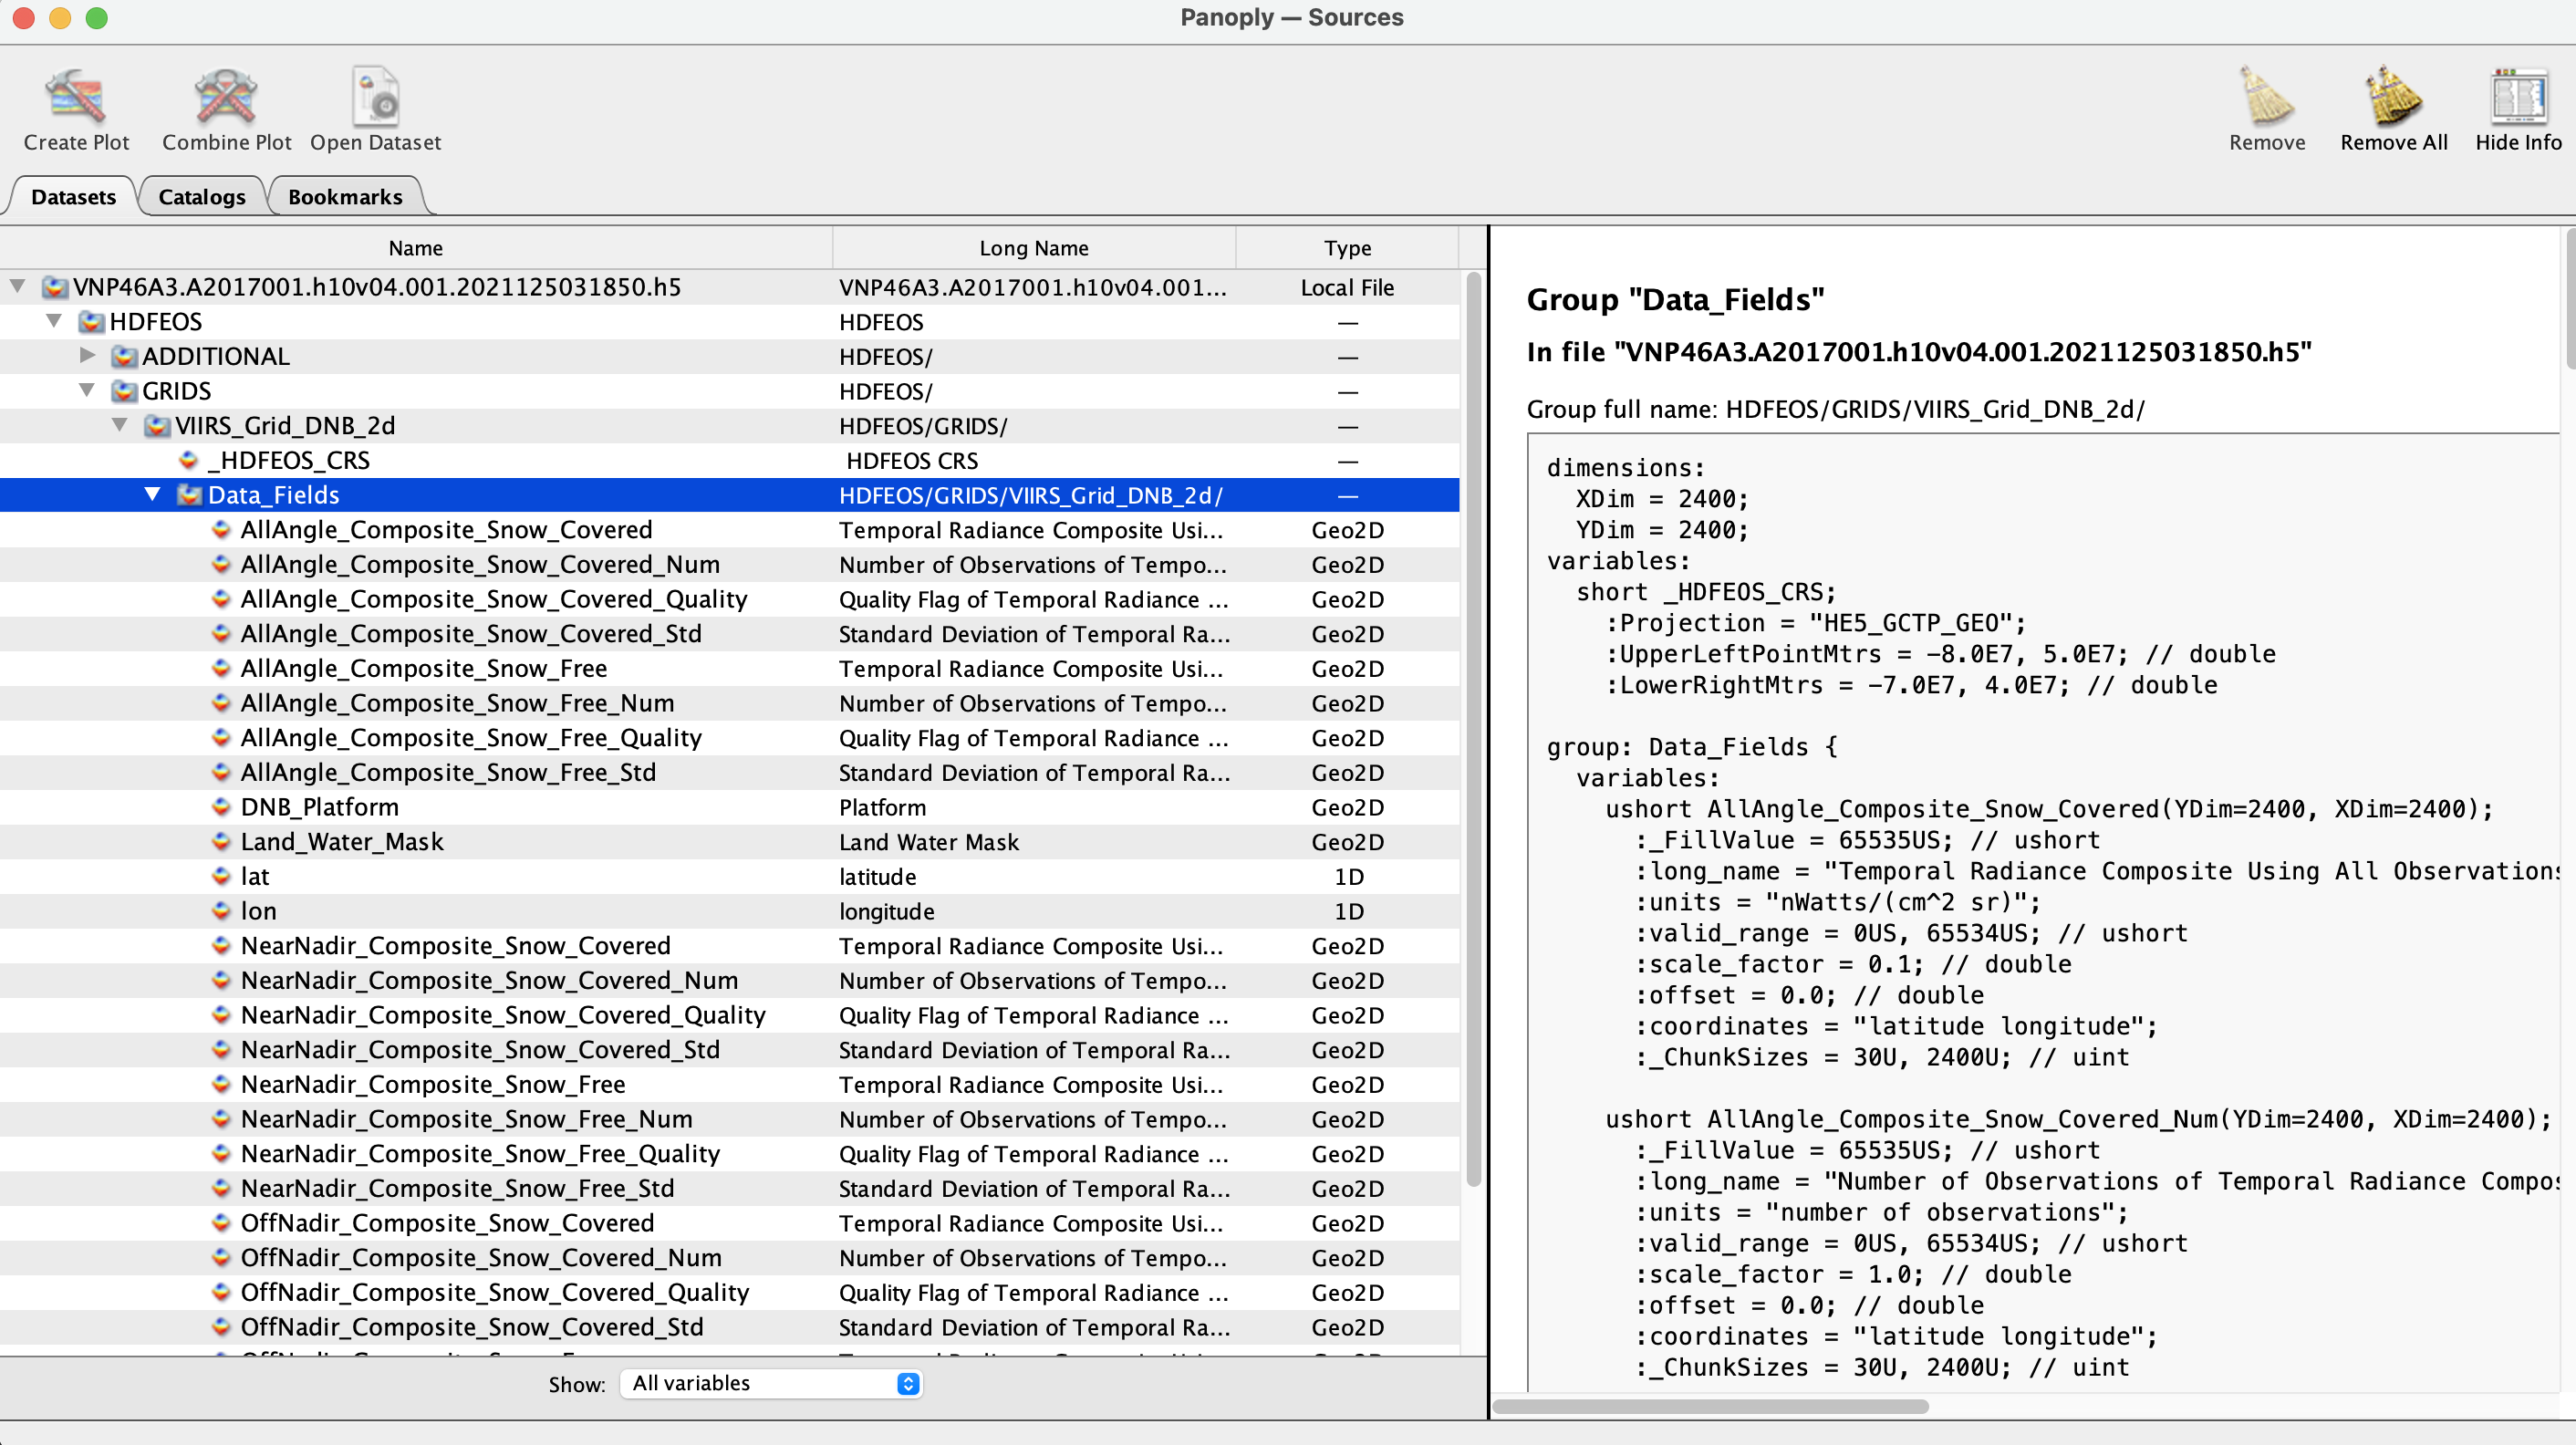 Panoply — Sources
Create Plot
Combine Plot
Open Dataset
Remove
Remove All
Hide Info
Datasets
Catalogs
Bookmarks
Name Long Name Type
VNP46A3.A2017001.h10v04.001.2021125031850.h5 VNP46A3.A2017001.h10v04.001... Local File
HDFEOS HDFEOS —
ADDITIONAL HDFEOS/ —
GRIDS HDFEOS/ —
VIIRS_Grid_DNB_2d HDFEOS/GRIDS/ —
_HDFEOS_CRS HDFEOS CRS —
Data_Fields HDFEOS/GRIDS/VIIRS_Grid_DNB_2d/ —
AllAngle_Composite_Snow_Covered Temporal Radiance Composite Usi... Geo2D
AllAngle_Composite_Snow_Covered_Num Number of Observations of Tempo... Geo2D
AllAngle_Composite_Snow_Covered_Quality Quality Flag of Temporal Radiance ... Geo2D
AllAngle_Composite_Snow_Covered_Std Standard Deviation of Temporal Ra... Geo2D
AllAngle_Composite_Snow_Free Temporal Radiance Composite Usi... Geo2D
AllAngle_Composite_Snow_Free_Num Number of Observations of Tempo... Geo2D
AllAngle_Composite_Snow_Free_Quality Quality Flag of Temporal Radiance ... Geo2D
AllAngle_Composite_Snow_Free_Std Standard Deviation of Temporal Ra... Geo2D
DNB_Platform Platform Geo2D
Land_Water_Mask Land Water Mask Geo2D
lat latitude 1D
lon longitude 1D
NearNadir_Composite_Snow_Covered Temporal Radiance Composite Usi... Geo2D
NearNadir_Composite_Snow_Covered_Num Number of Observations of Tempo... Geo2D
NearNadir_Composite_Snow_Covered_Quality Quality Flag of Temporal Radiance ... Geo2D
NearNadir_Composite_Snow_Covered_Std Standard Deviation of Temporal Ra... Geo2D
NearNadir_Composite_Snow_Free Temporal Radiance Composite Usi... Geo2D
NearNadir_Composite_Snow_Free_Num Number of Observations of Tempo... Geo2D
NearNadir_Composite_Snow_Free_Quality Quality Flag of Temporal Radiance ... Geo2D
NearNadir_Composite_Snow_Free_Std Standard Deviation of Temporal Ra... Geo2D
OffNadir_Composite_Snow_Covered Temporal Radiance Composite Usi... Geo2D
OffNadir_Composite_Snow_Covered_Num Number of Observations of Tempo... Geo2D
OffNadir_Composite_Snow_Covered_Quality Quality Flag of Temporal Radiance ... Geo2D
OffNadir_Composite_Snow_Covered_Std Standard Deviation of Temporal Ra... Geo2D
Show: All variables
Group "Data_Fields"
In file "VNP46A3.A2017001.h10v04.001.2021125031850.h5"
Group full name: HDFEOS/GRIDS/VIIRS_Grid_DNB_2d/
dimensions:
XDim = 2400;
YDim = 2400;
variables:
short _HDFEOS_CRS;
:Projection = "HE5_GCTP_GEO";
:UpperLeftPointMtrs = -8.0E7, 5.0E7; // double
:LowerRightMtrs = -7.0E7, 4.0E7; // double
group: Data_Fields {
variables:
ushort AllAngle_Composite_Snow_Covered(YDim=2400, XDim=2400);
:_FillValue = 65535US; // ushort
:long_name = "Temporal Radiance Composite Using All Observations
:units = "nWatts/(cm^2 sr)";
:valid_range = 0US, 65534US; // ushort
:scale_factor = 0.1; // double
:offset = 0.0; // double
:coordinates = "latitude longitude";
:_ChunkSizes = 30U, 2400U; // uint
ushort AllAngle_Composite_Snow_Covered_Num(YDim=2400, XDim=2400);
:_FillValue = 65535US; // ushort
:long_name = "Number of Observations of Temporal Radiance Compos
:units = "number of observations";
:valid_range = 0US, 65534US; // ushort
:scale_factor = 1.0; // double
:offset = 0.0; // double
:coordinates = "latitude longitude";
:_ChunkSizes = 30U, 2400U; // uint